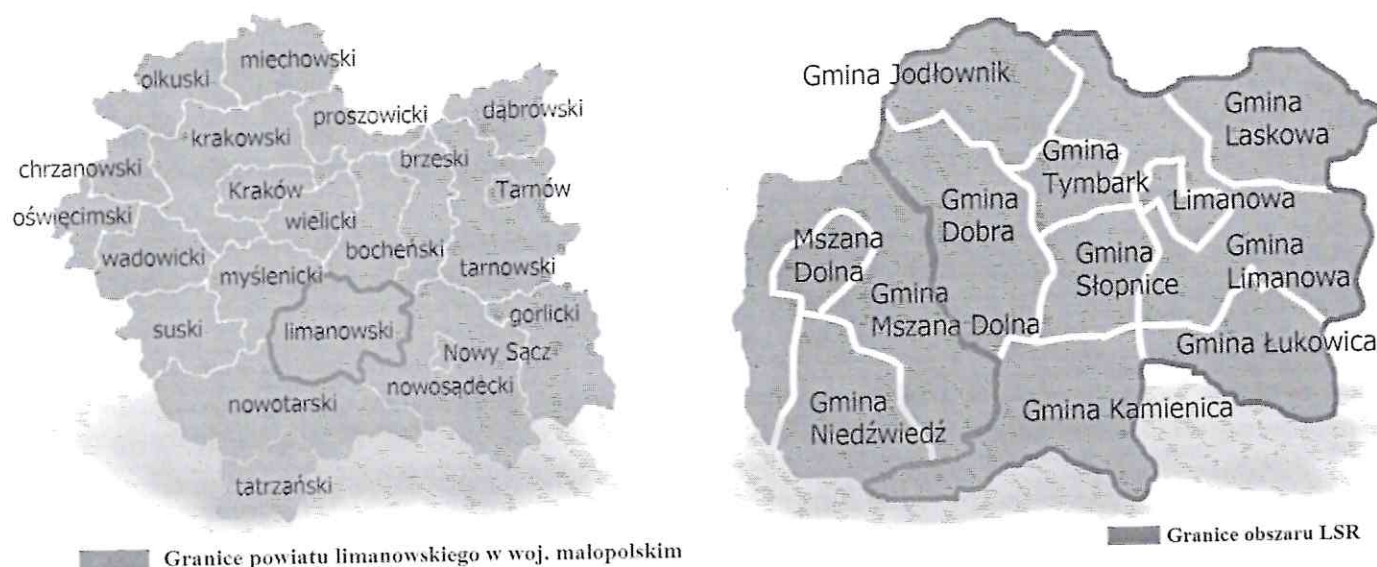 miechowski
olkuski
proszowicki
dąbrowski
krakowski
brzeski
chrzanowski
Kraków
Tarnów
oświęcimski
wielicki
wadowicki
bocheński
myślenicki
tarnowski
gorlicki
suski
limanowski
Nowy Sącz
nowosądecki
nowotarski
tatrzański
Granice powiatu limanowskiego w woj. małopolskim
Gmina Jodłownik
Gmina
Laskowa
Gmina
Tymbark
Limanowa
Gmina
Dobra
Mszana
Dolna
Gmina
Słopnice
Gmina
Limanowa
Gmina
Mszana Dolna
Gmina Łukowica
Gmina
Niedźwiedź
Gmina Kamienica
Granice obszaru LSR